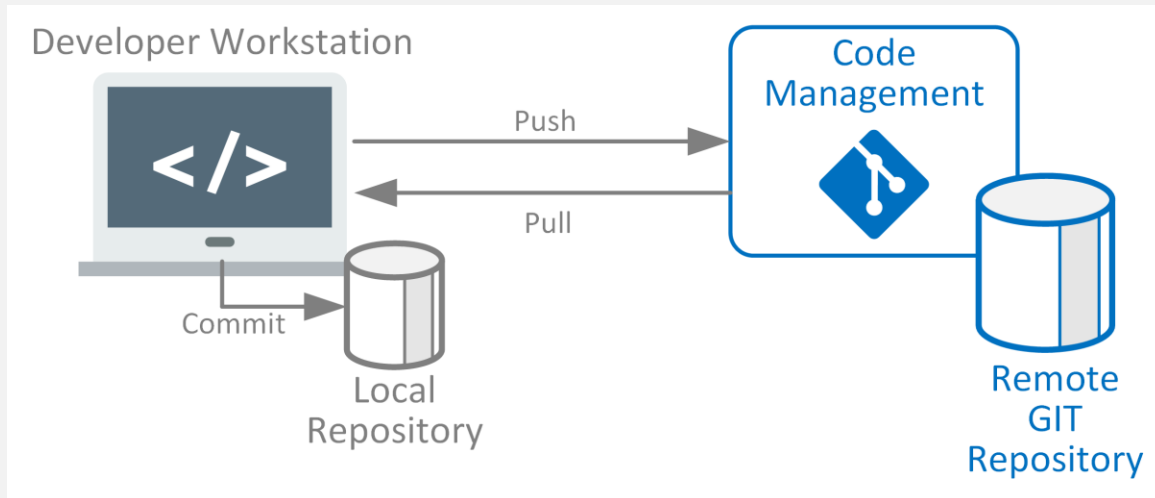 Developer Workstation
</>
Code
Management
Push
Pull
Commit
Local
Repository
Remote
GIT
Repository